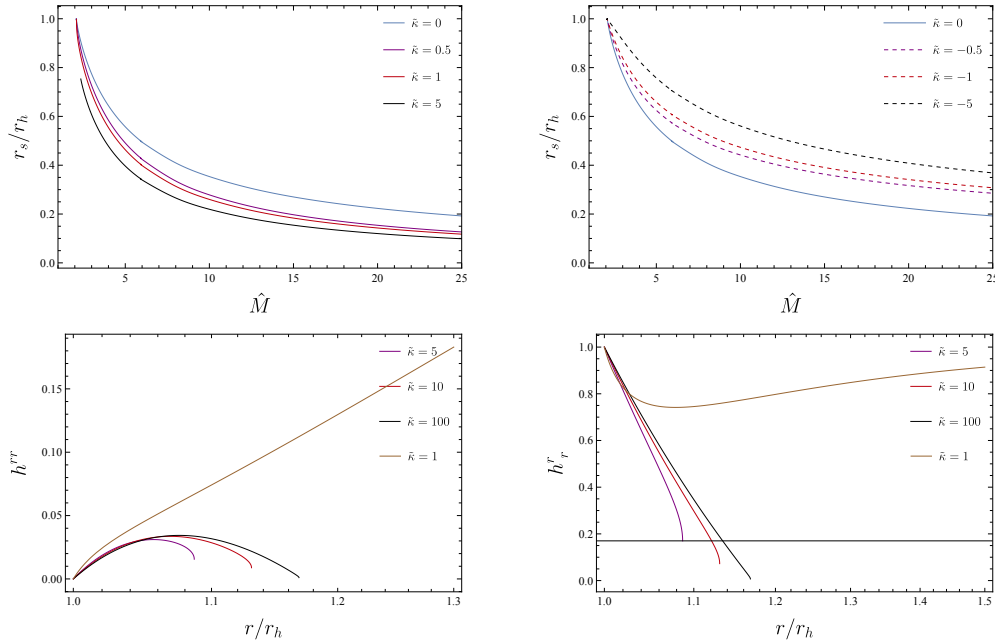 r_s/r_h
1.0
0.8
0.6
0.4
0.2
0.0
5
10
15
20
25
M̂
κ̃ = 0
κ̃ = 0.5
κ̃ = 1
κ̃ = 5
r_s/r_h
1.0
0.8
0.6
0.4
0.2
0.0
5
10
15
20
25
M̂
κ̃ = 0
κ̃ = −0.5
κ̃ = −1
κ̃ = −5
h^{rr}
0.15
0.10
0.05
0.00
1.0
1.1
1.2
1.3
r/r_h
κ̃ = 5
κ̃ = 10
κ̃ = 100
κ̃ = 1
h^r_r
1.0
0.8
0.6
0.4
0.2
0.0
1.0
1.1
1.2
1.3
1.4
1.5
r/r_h
κ̃ = 5
κ̃ = 10
κ̃ = 100
κ̃ = 1